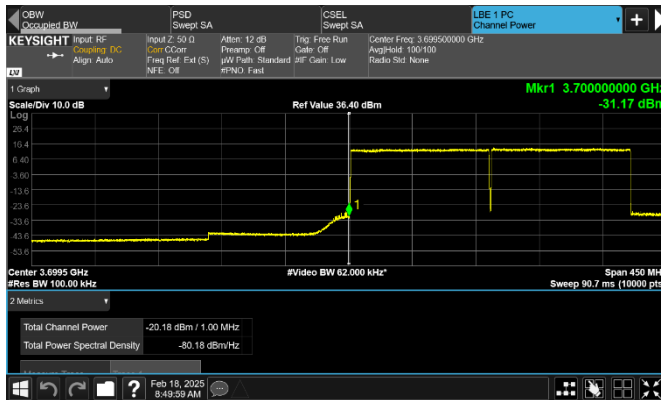 OBW
Occupied BW
PSD
Swept SA
CSEL
Swept SA
LBE 1 PC
Channel Power
KEYSIGHT
Input: RF
Coupling: DC
Align: Auto
Input Z: 50 Ω
Corr CCorr
Freq Ref: Ext (S)
NFE: Off
Atten: 12 dB
Preamp: Off
µW Path: Standard
#PNO: Fast
Trig: Free Run
Gate: Off
#IF Gain: Low
Center Freq: 3.699500000 GHz
Avg|Hold: 100/100
Radio Std: None
LXI
1 Graph
Mkr1 3.700000000 GHz
Scale/Div 10.0 dB
Ref Value 36.40 dBm
-31.17 dBm
Log
26.4
16.4
6.40
-3.60
-13.6
-23.6
-33.6
-43.6
-53.6
1
Center 3.6995 GHz
#Video BW 62.000 kHz*
Span 450 MH
#Res BW 100.00 kHz
Sweep 90.7 ms (10000 pts
2 Metrics
Total Channel Power
-20.18 dBm / 1.00 MHz
Total Power Spectral Density
-80.18 dBm/Hz
Measure Trace
Feb 18, 2025
8:49:59 AM